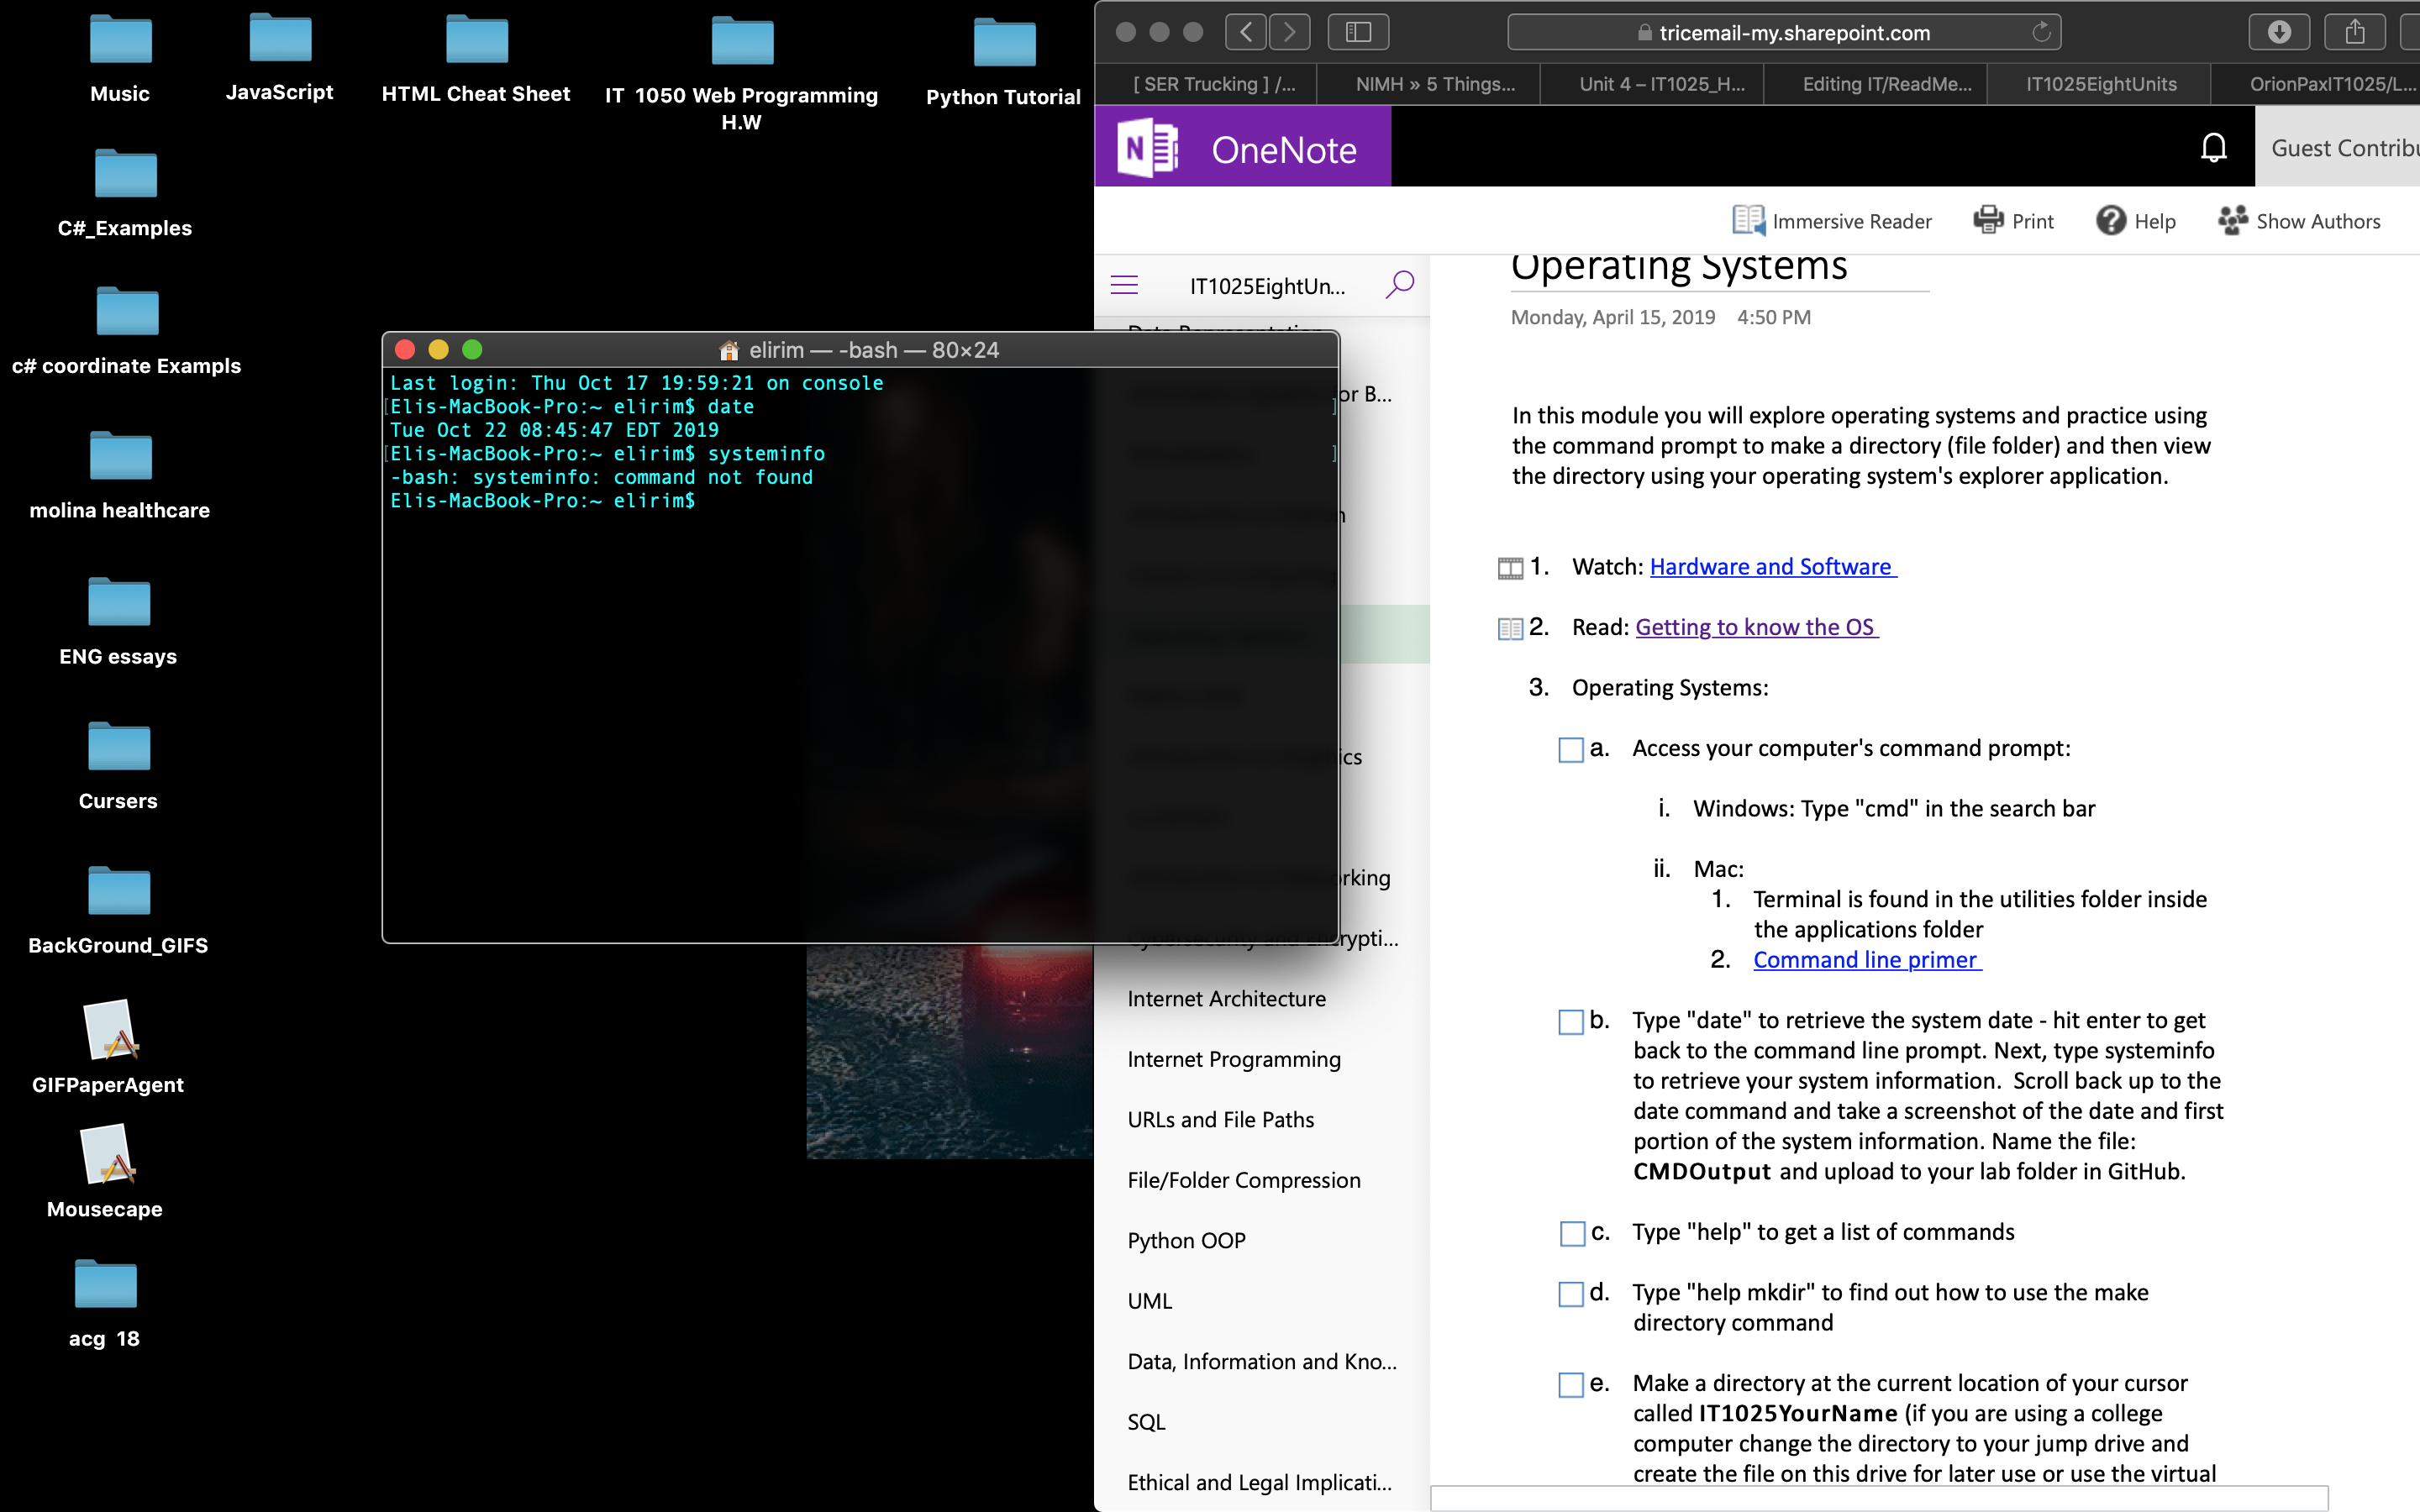 Music
JavaScript
HTML Cheat Sheet
IT 1050 Web Programming
H.W
Python Tutorial
C#_Examples
c# coordinate Exampls
molina healthcare
ENG essays
Cursers
BackGround_GIFS
GIFPaperAgent
Mousecape
acg 18
elirim — -bash — 80×24
Last login: Thu Oct 17 19:59:21 on console
[Elis-MacBook-Pro:~ elirim$ date ]
Tue Oct 22 08:45:47 EDT 2019
[Elis-MacBook-Pro:~ elirim$ systeminfo ]
-bash: systeminfo: command not found
Elis-MacBook-Pro:~ elirim$
tricemail-my.sharepoint.com
[ SER Trucking ] /...
NIMH » 5 Things...
Unit 4 – IT1025_H...
Editing IT/ReadMe...
IT1025EightUnits
OrionPaxIT1025/L...
N OneNote
Guest Contribu
Immersive Reader
Print
Help
Show Authors
IT1025EightUn...
Data Representation
or B...
ics
rking
Cybersecurity and Encrypti...
Internet Architecture
Internet Programming
URLs and File Paths
File/Folder Compression
Python OOP
UML
Data, Information and Kno...
SQL
Ethical and Legal Implicati...
Operating Systems
Monday, April 15, 2019 4:50 PM
In this module you will explore operating systems and practice using
the command prompt to make a directory (file folder) and then view
the directory using your operating system's explorer application.
1. Watch: Hardware and Software
2. Read: Getting to know the OS
3. Operating Systems:
a. Access your computer's command prompt:
i. Windows: Type "cmd" in the search bar
ii. Mac:
1. Terminal is found in the utilities folder inside
the applications folder
2. Command line primer
b. Type "date" to retrieve the system date - hit enter to get
back to the command line prompt. Next, type systeminfo
to retrieve your system information. Scroll back up to the
date command and take a screenshot of the date and first
portion of the system information. Name the file:
CMDOutput and upload to your lab folder in GitHub.
c. Type "help" to get a list of commands
d. Type "help mkdir" to find out how to use the make
directory command
e. Make a directory at the current location of your cursor
called IT1025YourName (if you are using a college
computer change the directory to your jump drive and
create the file on this drive for later use or use the virtual